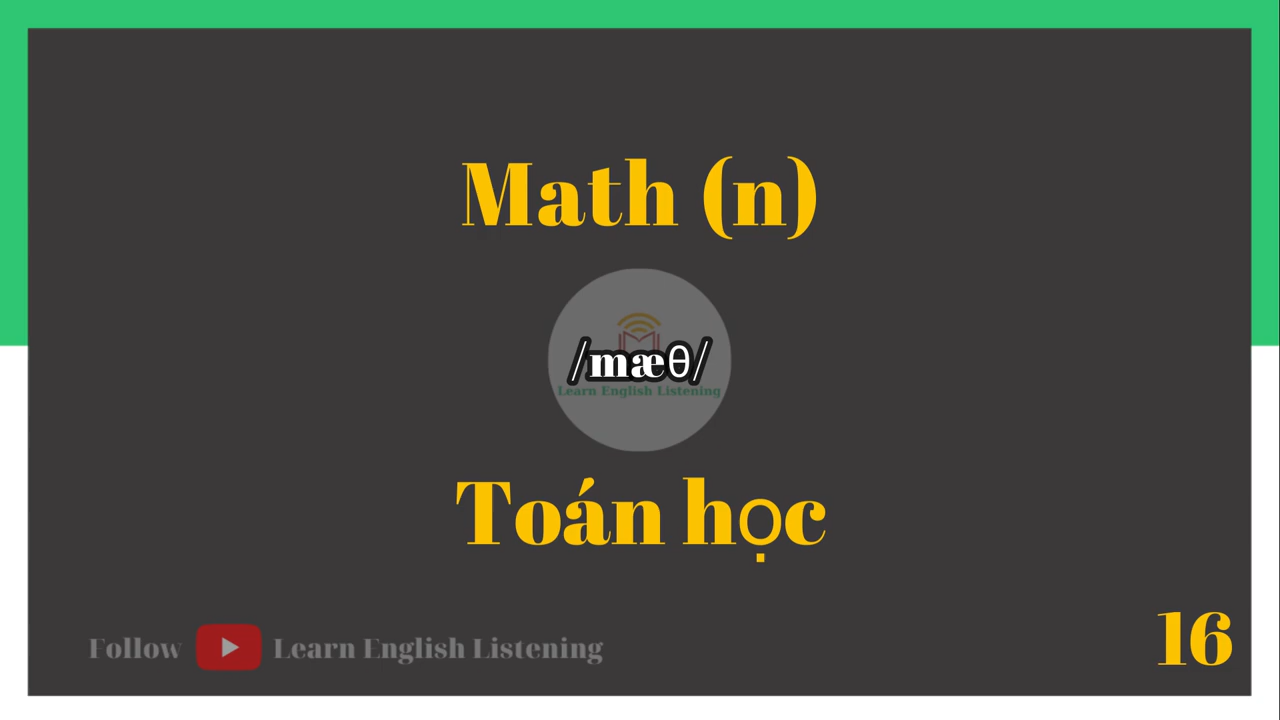 Math (n)
/mæθ/
Learn English Listening
Toán học
Follow Learn English Listening
16